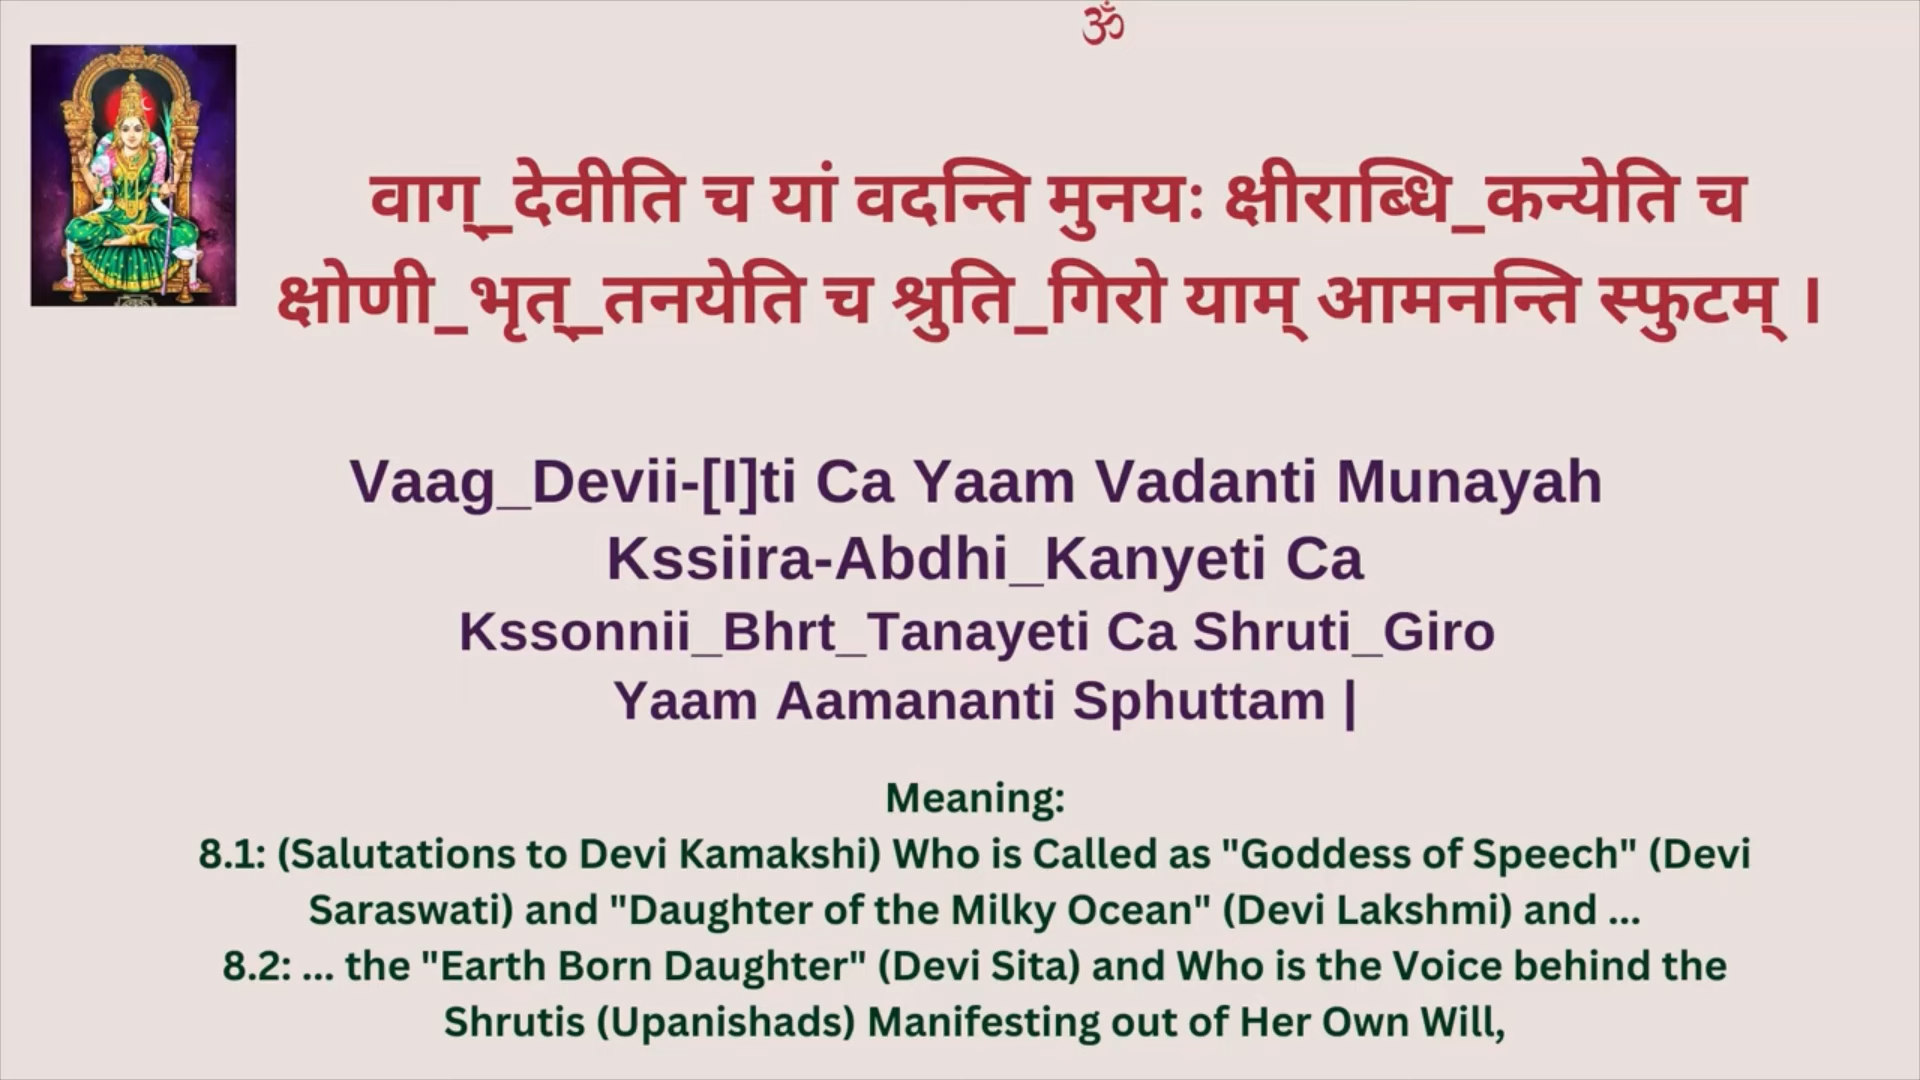 ॐ
वाग्_देवीति च यां वदन्ति मुनयः क्षीराब्धि_कन्येति च
क्षोणी_भृत्_तनयेति च श्रुति_गिरो याम् आमनन्ति स्फुटम् ।
Vaag_Devii-[I]ti Ca Yaam Vadanti Munayah
Kssiira-Abdhi_Kanyeti Ca
Kssonnii_Bhrt_Tanayeti Ca Shruti_Giro
Yaam Aamananti Sphuttam |
Meaning:
8.1: (Salutations to Devi Kamakshi) Who is Called as "Goddess of Speech" (Devi
Saraswati) and "Daughter of the Milky Ocean" (Devi Lakshmi) and ...
8.2: ... the "Earth Born Daughter" (Devi Sita) and Who is the Voice behind the
Shrutis (Upanishads) Manifesting out of Her Own Will,